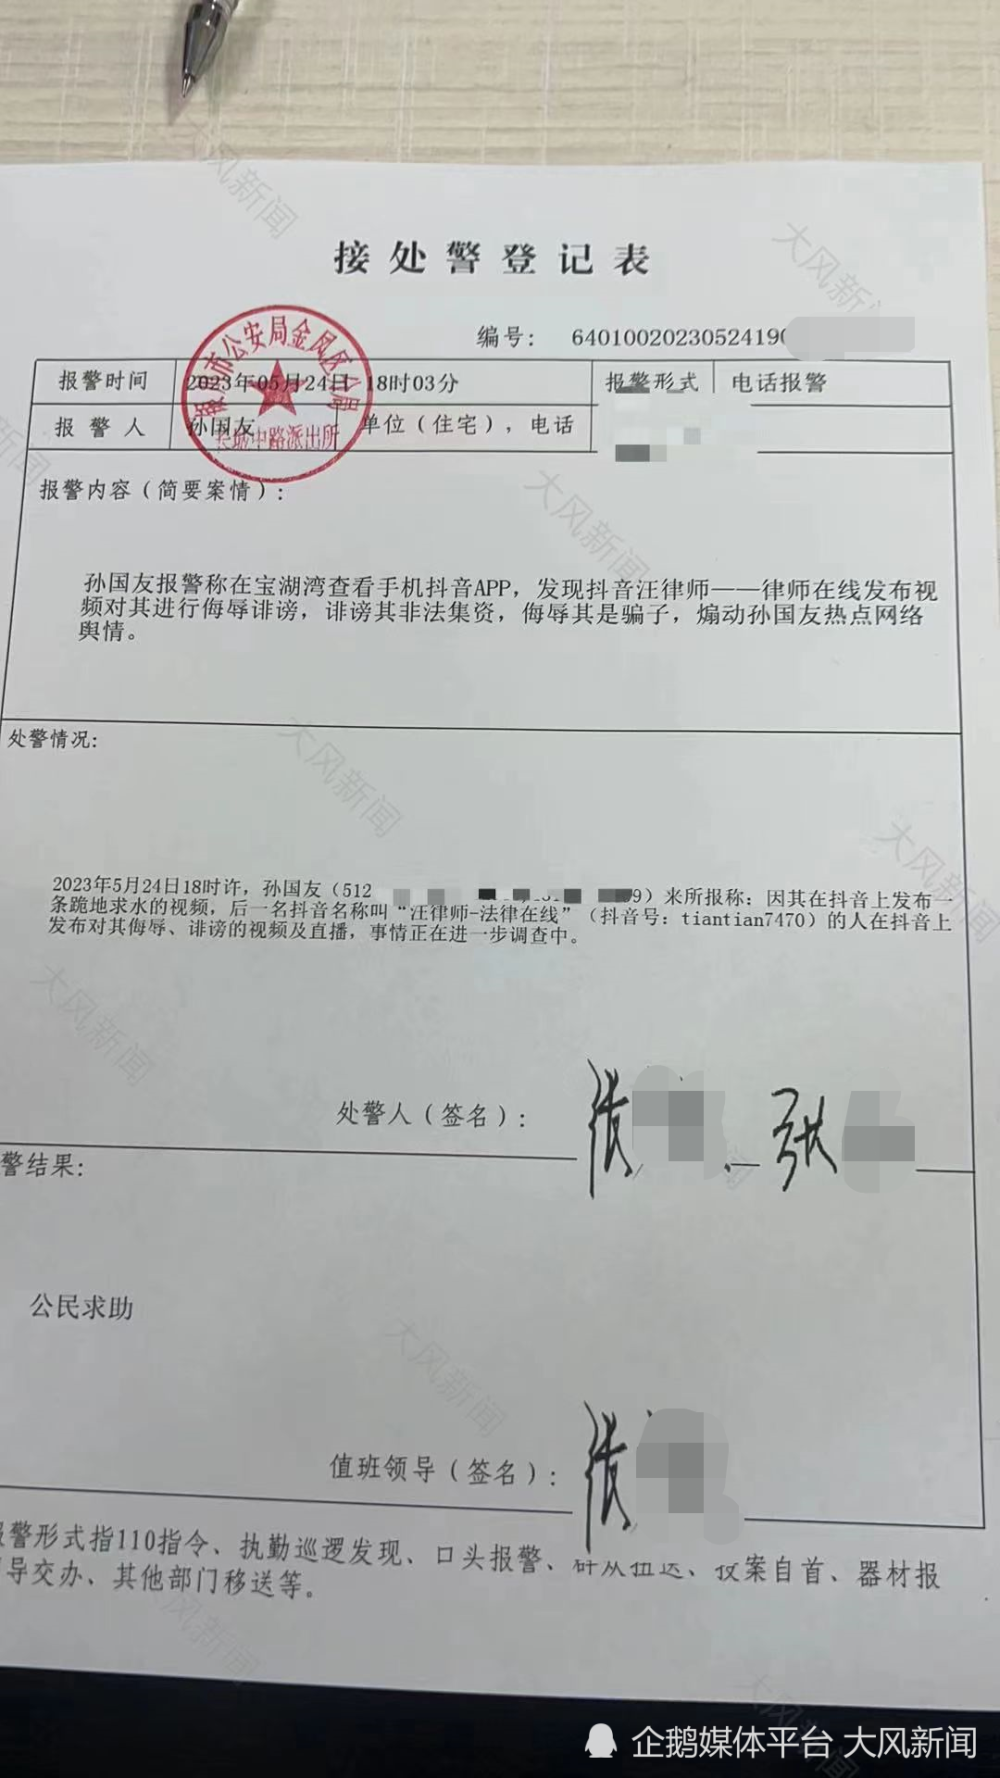 接处警登记表
编号： 6401002023052419
报警时间 2023年05月24日 18时03分 报警形式 电话报警
报警人 孙国友 单位（住宅），电话
市公安局金凤区分局
长城中路派出所
报警内容（简要案情）：
孙国友报警称在宝湖湾查看手机抖音APP，发现抖音汪律师——律师在线发布视
频对其进行侮辱诽谤，诽谤其非法集资，侮辱其是骗子，煽动孙国友热点网络
舆情。
处警情况：
2023年5月24日18时许，孙国友（512 9）来所报称：因其在抖音上发布一
条跪地求水的视频，后一名抖音名称叫“汪律师-法律在线”（抖音号：tiantian7470）的人在抖音上
发布对其侮辱、诽谤的视频及直播，事情正在进一步调查中。
处警人（签名）： 张 张
警结果：
公民求助
值班领导（签名）： 张
警形式指110指令、执勤巡逻发现、口头报警、群众扭送、投案自首、器材报
导交办、其他部门移送等。
企鹅媒体平台 大风新闻
大风新闻